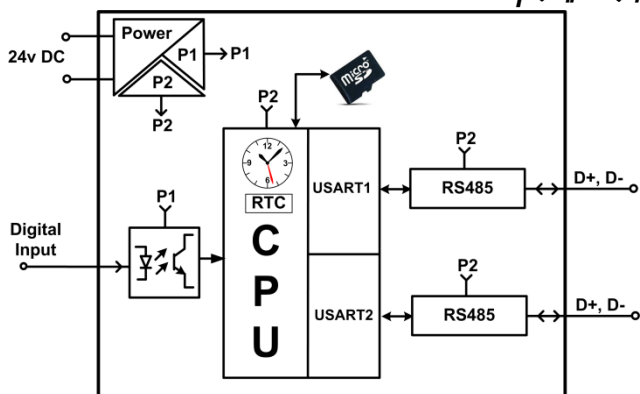 Power
24v DC
P1
P1
P2
P2
micro
SD
P2
12
9
3
6
RTC
C
P
U
USART1
USART2
P1
Digital
Input
P2
RS485
D+, D-
P2
RS485
D+, D-